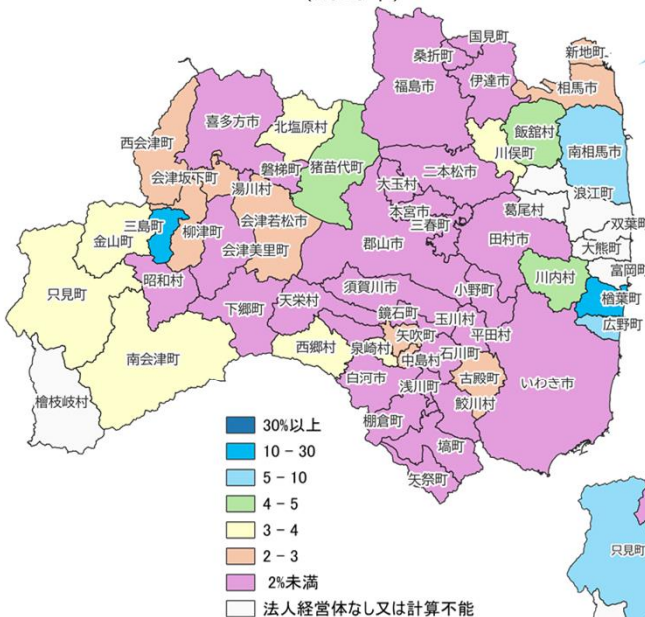 国見町
桑折町
新地町
福島市
伊達市
相馬市
喜多方市
北塩原村
飯舘村
西会津町
川俣町
南相馬市
会津坂下町
磐梯町
猪苗代町
二本松市
大玉村
湯川村
浪江町
本宮市
葛尾村
三島町
会津若松市
三春町
双葉町
金山町
柳津町
会津美里町
郡山市
田村市
大熊町
昭和村
川内村
富岡町
只見町
須賀川市
小野町
楢葉町
下郷町
天栄村
鏡石町
玉川村
広野町
矢吹町
平田村
西郷村
泉崎村
石川町
南会津町
中島村
白河市
古殿町
いわき市
檜枝岐村
浅川町
鮫川村
棚倉町
塙町
矢祭町
30%以上
10 − 30
5 − 10
4 − 5
3 − 4
2 − 3
2%未満
法人経営体なし又は計算不能
只見町